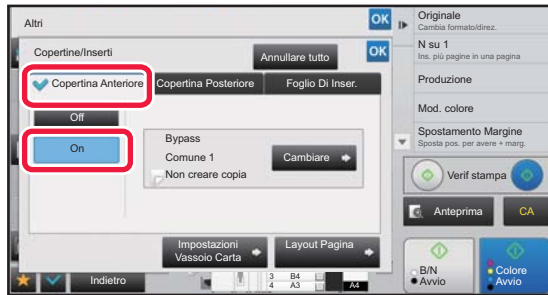 Altri
OK
Copertine/Inserti
Annullare tutto
OK
Copertina Anteriore
Copertina Posteriore
Foglio Di Inser.
Off
On
Bypass
Comune 1
Non creare copia
Cambiare
Impostazioni
Vassoio Carta
Layout Pagina
Indietro
3 B4
4 A3
A4
Originale
Cambia formato/direz.
N su 1
Ins. più pagine in una pagina
Produzione
Mod. colore
Spostamento Margine
Sposta pos. per avere + marg.
Verif stampa
Anteprima
CA
B/N
Avvio
Colore
Avvio